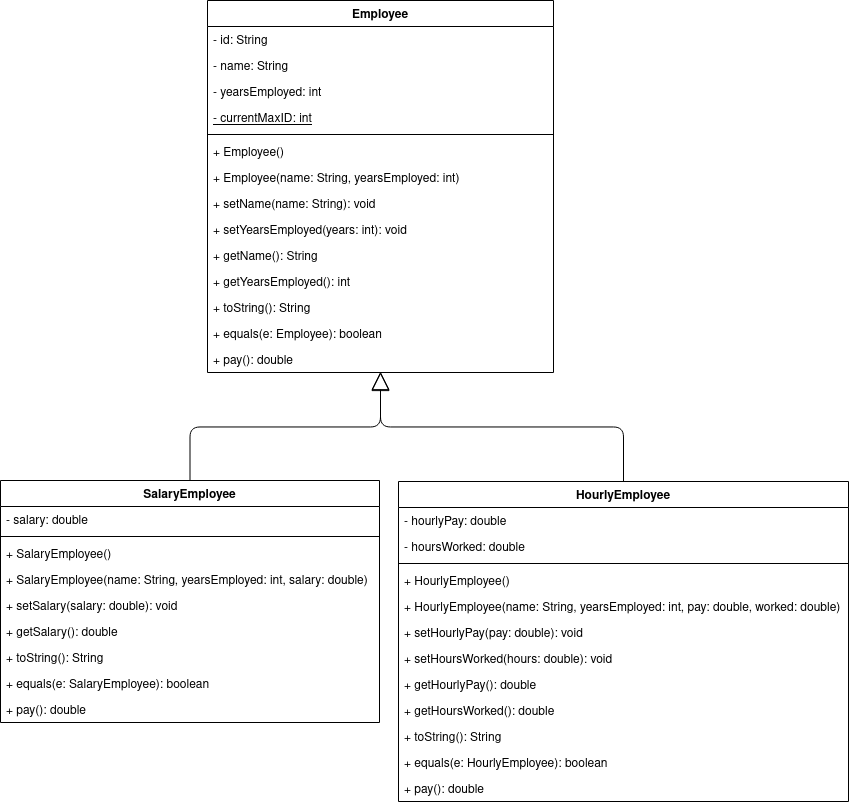 Employee
- id: String
- name: String
- yearsEmployed: int
- currentMaxID: int
+ Employee()
+ Employee(name: String, yearsEmployed: int)
+ setName(name: String): void
+ setYearsEmployed(years: int): void
+ getName(): String
+ getYearsEmployed(): int
+ toString(): String
+ equals(e: Employee): boolean
+ pay(): double
SalaryEmployee
- salary: double
+ SalaryEmployee()
+ SalaryEmployee(name: String, yearsEmployed: int, salary: double)
+ setSalary(salary: double): void
+ getSalary(): double
+ toString(): String
+ equals(e: SalaryEmployee): boolean
+ pay(): double
HourlyEmployee
- hourlyPay: double
- hoursWorked: double
+ HourlyEmployee()
+ HourlyEmployee(name: String, yearsEmployed: int, pay: double, worked: double)
+ setHourlyPay(pay: double): void
+ setHoursWorked(hours: double): void
+ getHourlyPay(): double
+ getHoursWorked(): double
+ toString(): String
+ equals(e: HourlyEmployee): boolean
+ pay(): double